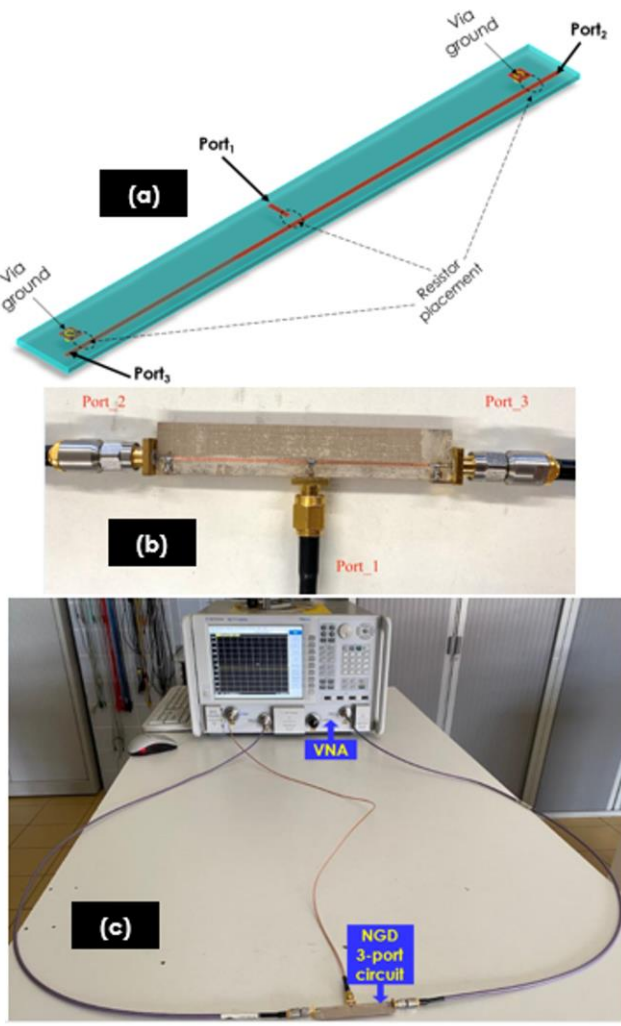 Via
ground
Port₂
Port₁
(a)
Via
ground
Resistor
placement
Port₃
Port_2
Port_3
(b)
Port_1
VNA
(c)
NGD
3-port
circuit